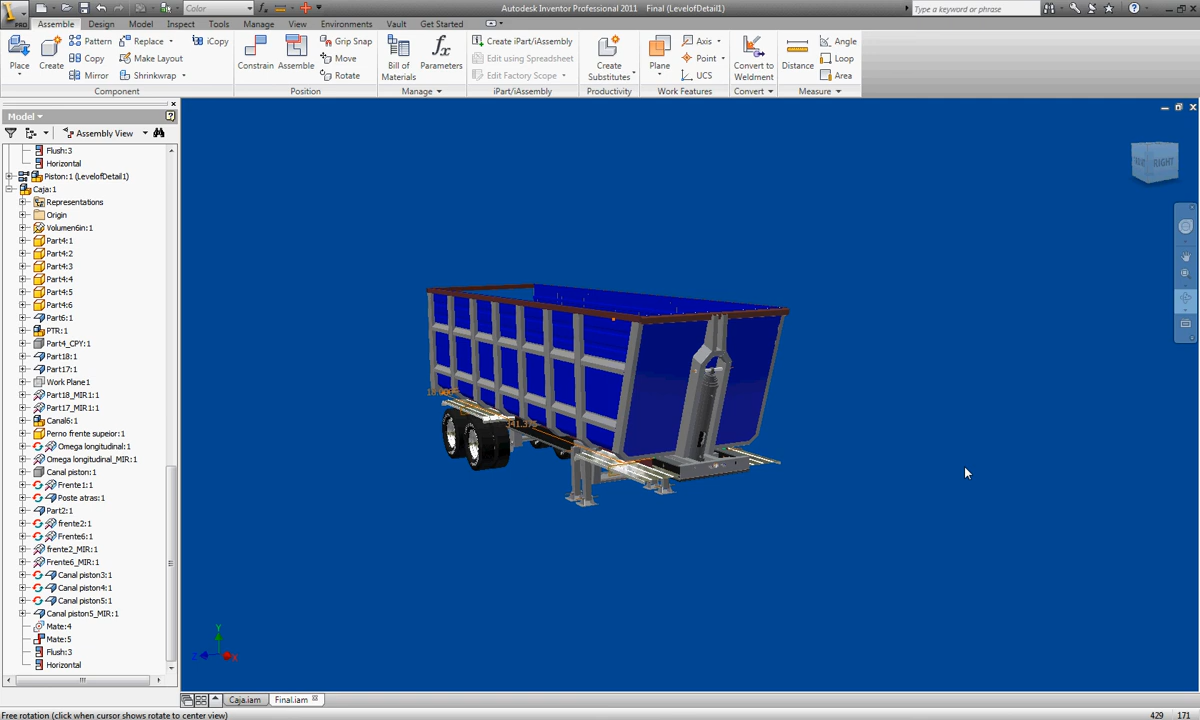 Color
Autodesk Inventor Professional 2011 Final (LevelofDetail1)
Type a keyword or phrase
PRO
Assemble Design Model Inspect Tools Manage View Environments Vault Get Started
Place
Create
Pattern
Copy
Mirror
Replace
Make Layout
Shrinkwrap
iCopy
Component
Constrain
Assemble
Grip Snap
Move
Rotate
Position
Bill of Materials
Parameters
Manage
Create iPart/iAssembly
Edit using Spreadsheet
Edit Factory Scope
iPart/iAssembly
Create Substitutes
Productivity
Plane
Axis
Point
UCS
Work Features
Convert to Weldment
Convert
Distance
Angle
Loop
Area
Measure
Model
Assembly View
Flush:3
Horizontal
Piston:1 (LevelofDetail1)
Caja:1
Representations
Origin
Volumen6in:1
Part4:1
Part4:2
Part4:3
Part4:4
Part4:5
Part4:6
Part6:1
PTR:1
Part4_CPY:1
Part18:1
Part17:1
Work Plane1
Part18_MIR1:1
Part17_MIR1:1
Canal6:1
Perno frente supeior:1
Omega longitudinal:1
Omega longitudinal_MIR:1
Canal piston:1
Frente1:1
Poste atras:1
Part2:1
frente2:1
Frente6:1
frente2_MIR:1
Frente6_MIR:1
Canal piston3:1
Canal piston4:1
Canal piston5:1
Canal piston5_MIR:1
Mate:4
Mate:5
Flush:3
Horizontal
RIGHT
341.375
Y
Z
X
Caja.iam
Final.iam
Free rotation (click when cursor shows rotate to center view)
429 171